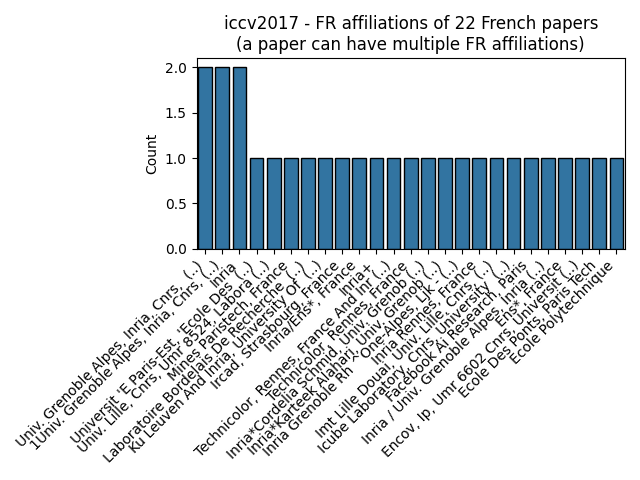 iccv2017 - FR affiliations of 22 French papers
(a paper can have multiple FR affiliations)
Count
2.0
1.5
1.0
0.5
0.0
Univ. Grenoble Alpes, Inria, Cnrs, (..)
1Univ. Grenoble Alpes, Inria, Cnrs, (..)
Inria
Universit 'E Paris-Est, 'Ecole Des (..)
Univ. Lille, Cnrs, Umr 8524, Labora (..)
Mines Paristech, France
Laboratoire Bordelais De Recherche (..)
Ku Leuven And Inria, University Of (..)
Ircad, Strasbourg, France
Inria/Ens*, France
Inria+
Technicolor, Rennes, France And Inr (..)
Technicolor, Rennes, France
Inria*Cordelia Schmid, Univ. Grenob (..)
Inria*Karteek Alahari, Univ. Grenob (..)
Inria Grenoble Rh ˆ One-Alpes, Ljk, (..)
Inria Rennes, France
Imt Lille Douai, Univ. Lille, Cnrs, (..)
Icube Laboratory, Cnrs, University (..)
Facebook Ai Research, Paris
Inria / Univ. Grenoble Alpes, Inria (..)
Ens*, France
Encov, Ip, Umr 6602 Cnrs, Universit (..)
Ecole Des Ponts, Paris Tech
Ecole Polytechnique